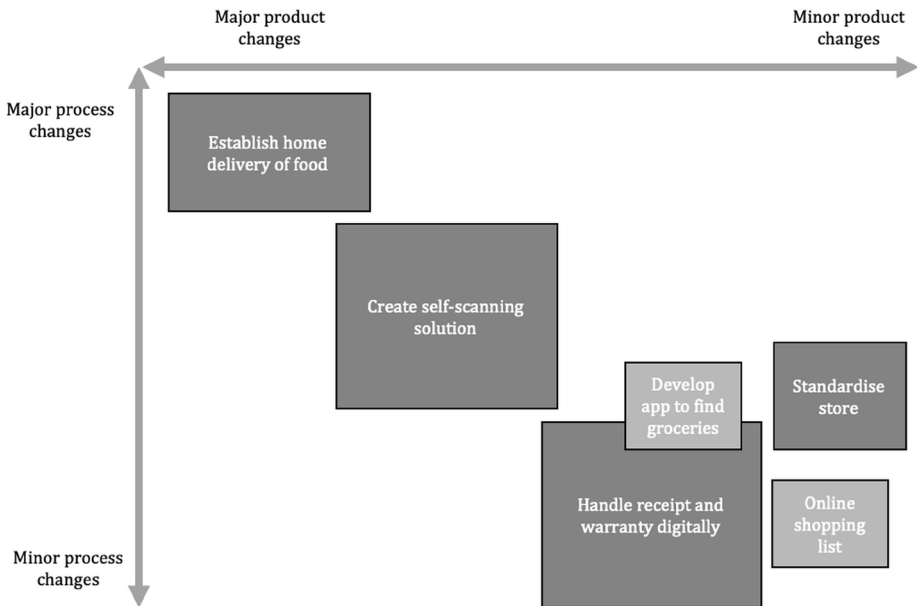 Major product
changes
Minor product
changes
Major process
changes
Establish home
delivery of food
Create self-scanning
solution
Develop
app to find
groceries
Standardise
store
Handle receipt and
warranty digitally
Online
shopping
list
Minor process
changes